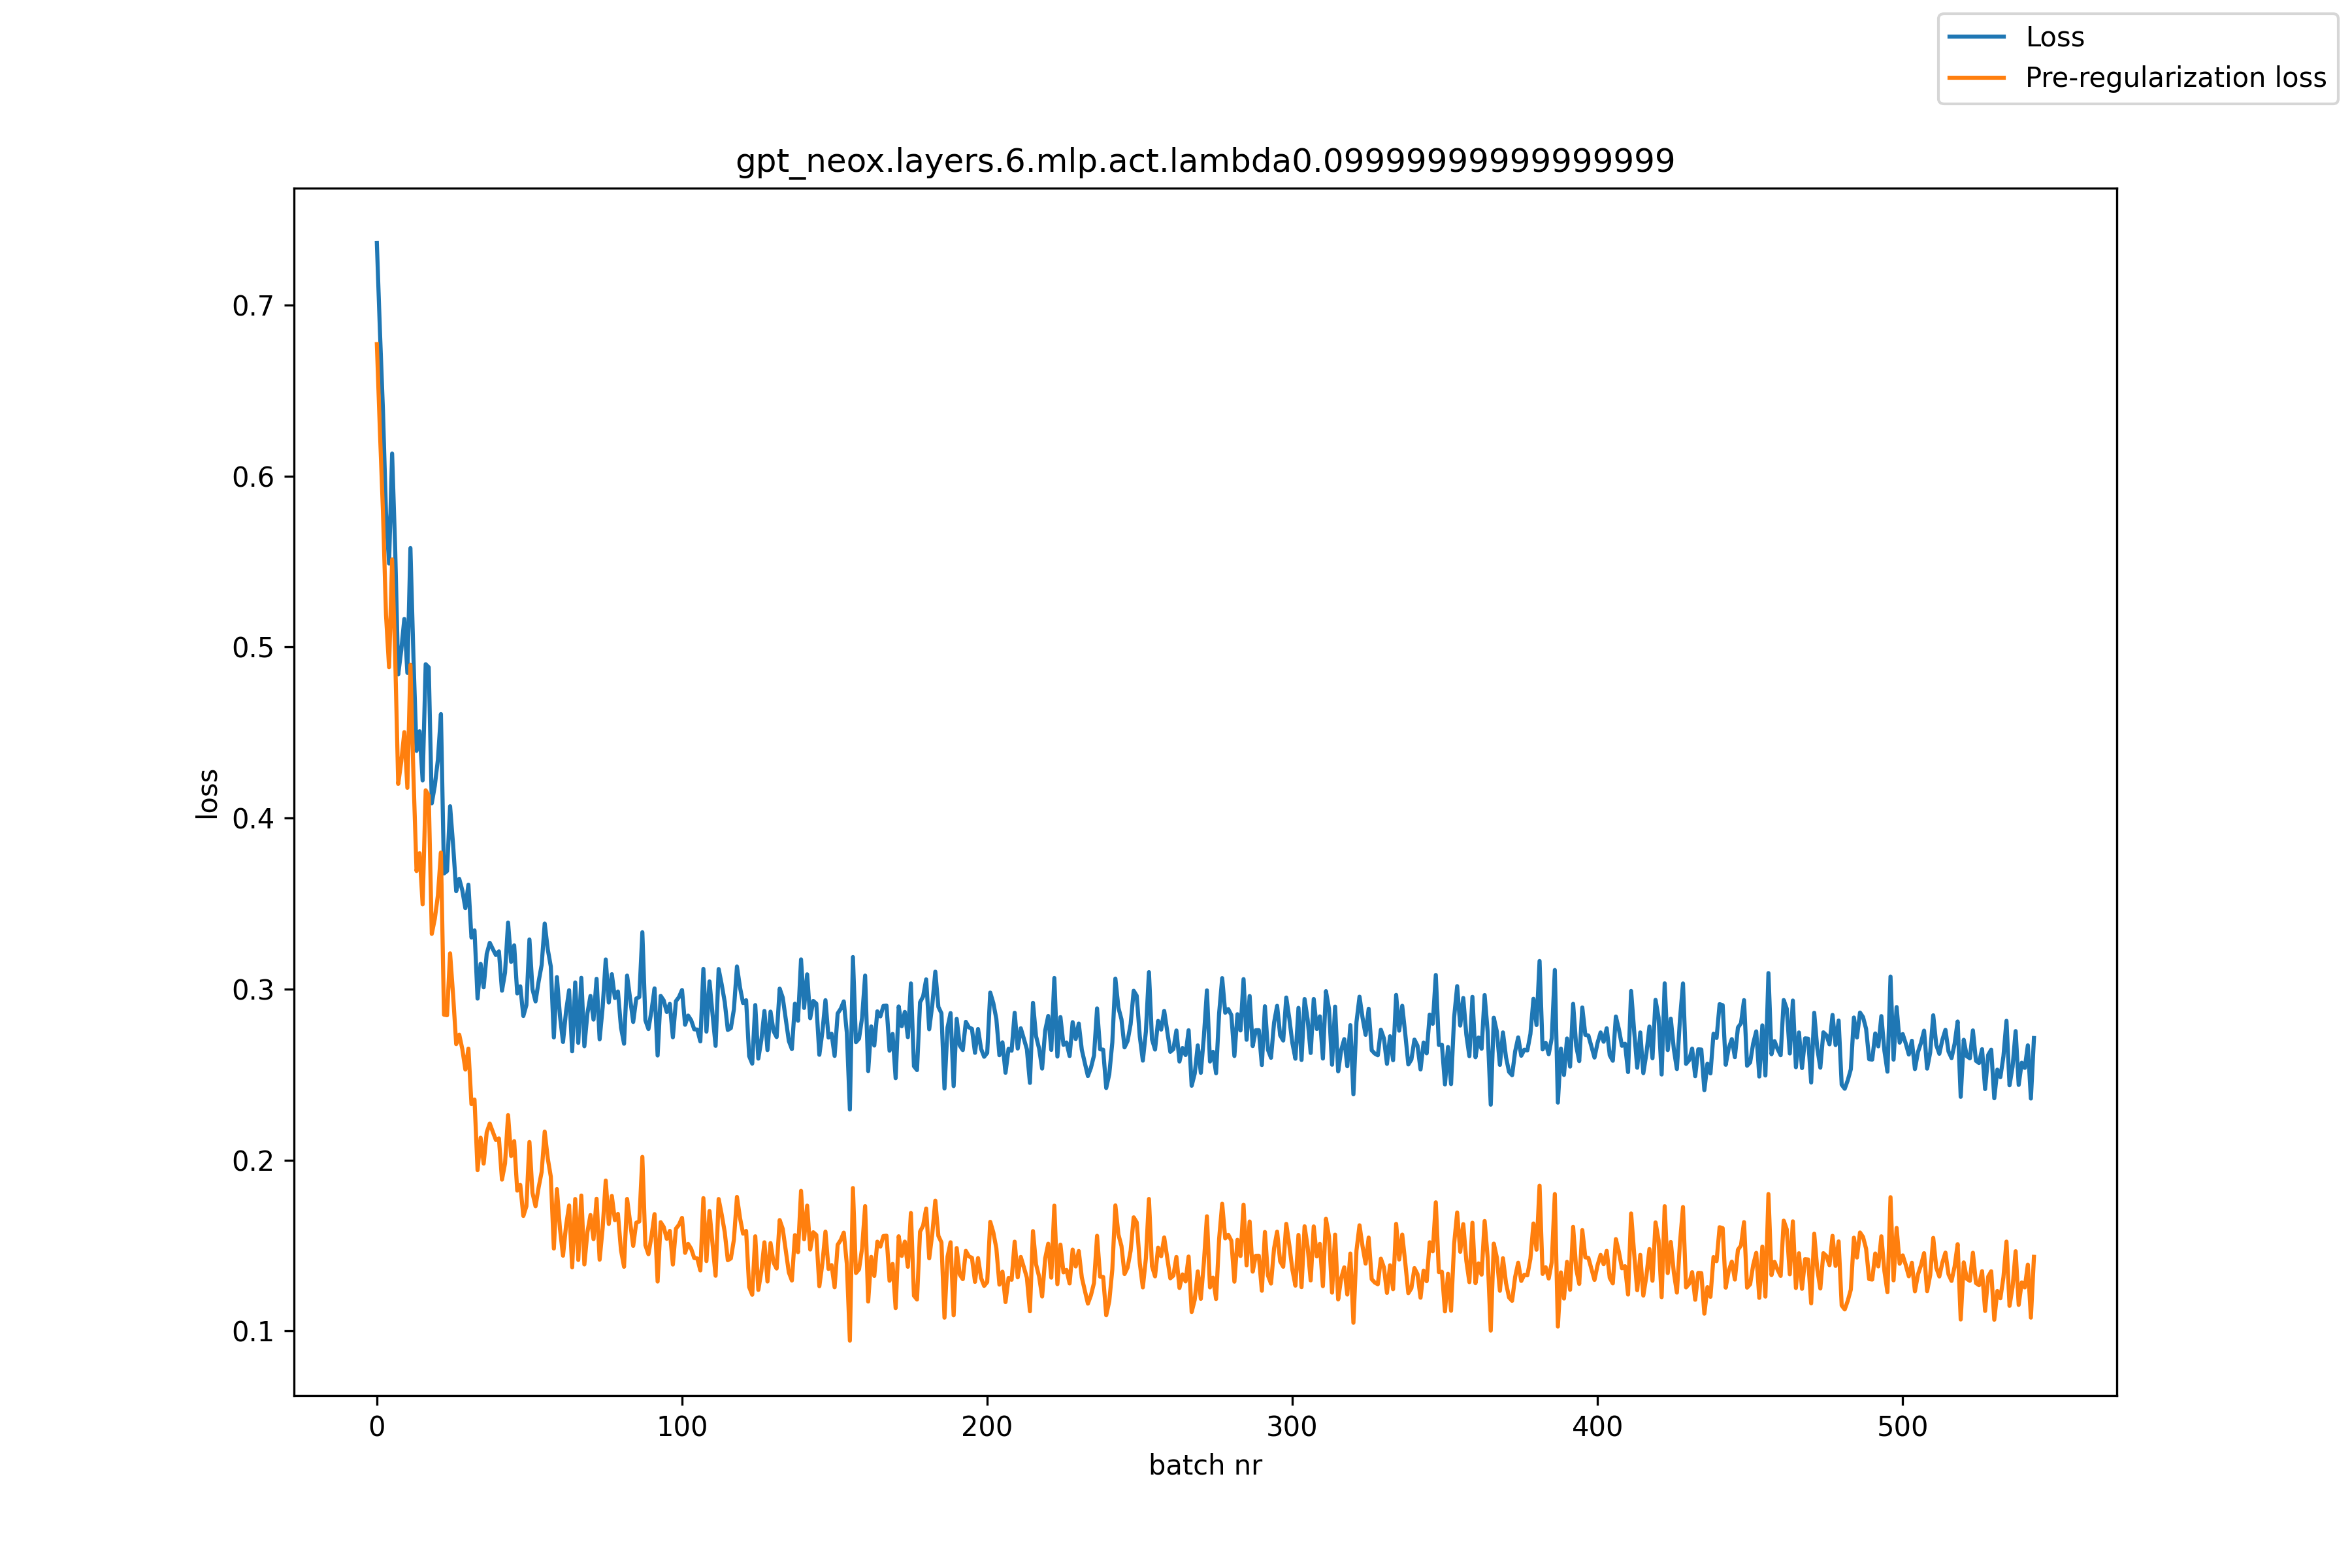 Loss
Pre-regularization loss
gpt_neox.layers.6.mlp.act.lambda0.09999999999999999
0.7
0.6
0.5
0.4
0.3
0.2
0.1
loss
0 100 200 300 400 500
batch nr